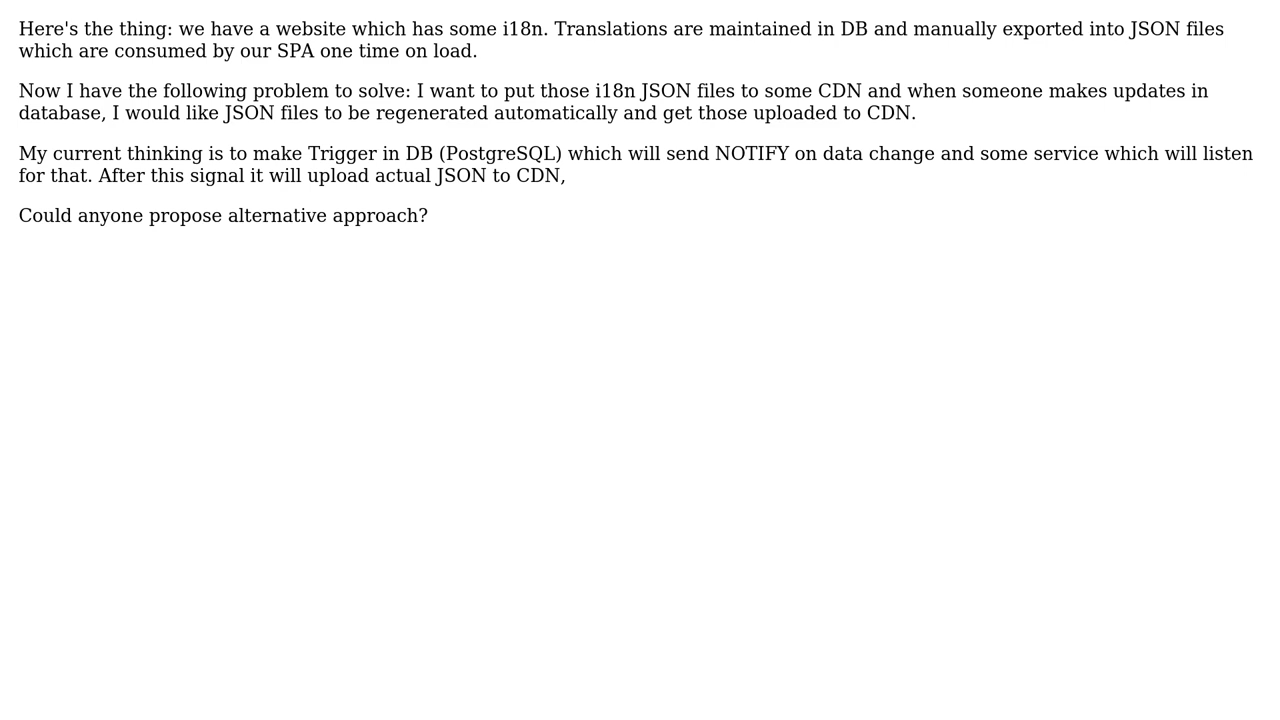 Here's the thing: we have a website which has some i18n. Translations are maintained in DB and manually exported into JSON files
which are consumed by our SPA one time on load.
Now I have the following problem to solve: I want to put those i18n JSON files to some CDN and when someone makes updates in
database, I would like JSON files to be regenerated automatically and get those uploaded to CDN.
My current thinking is to make Trigger in DB (PostgreSQL) which will send NOTIFY on data change and some service which will listen
for that. After this signal it will upload actual JSON to CDN,
Could anyone propose alternative approach?